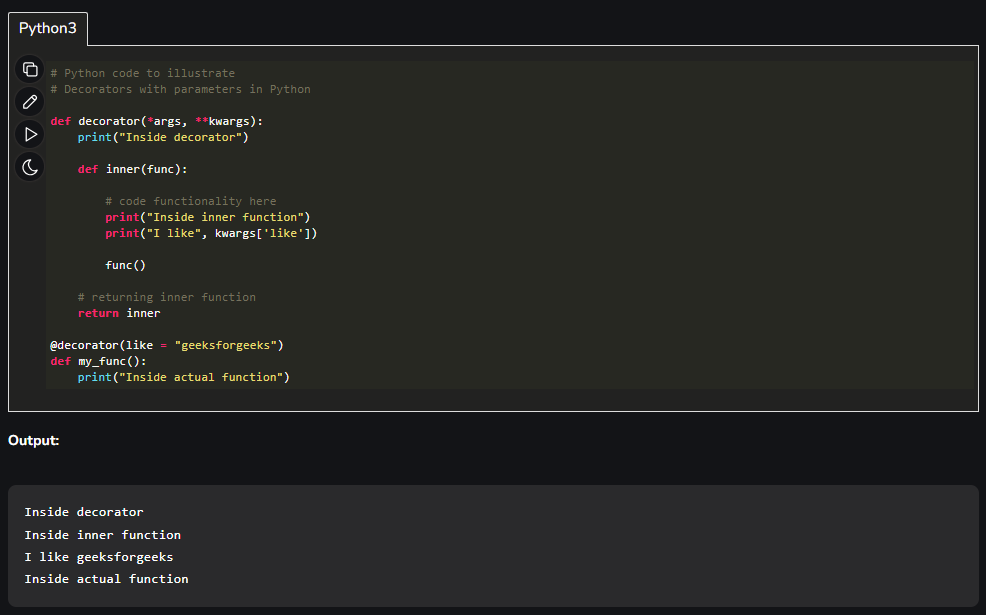 Python3
# Python code to illustrate
# Decorators with parameters in Python
def decorator(*args, **kwargs):
    print("Inside decorator")
    def inner(func):
        # code functionality here
        print("Inside inner function")
        print("I like", kwargs['like'])
        func()
    # returning inner function
    return inner
@decorator(like = "geeksforgeeks")
def my_func():
    print("Inside actual function")
Output:
Inside decorator
Inside inner function
I like geeksforgeeks
Inside actual function